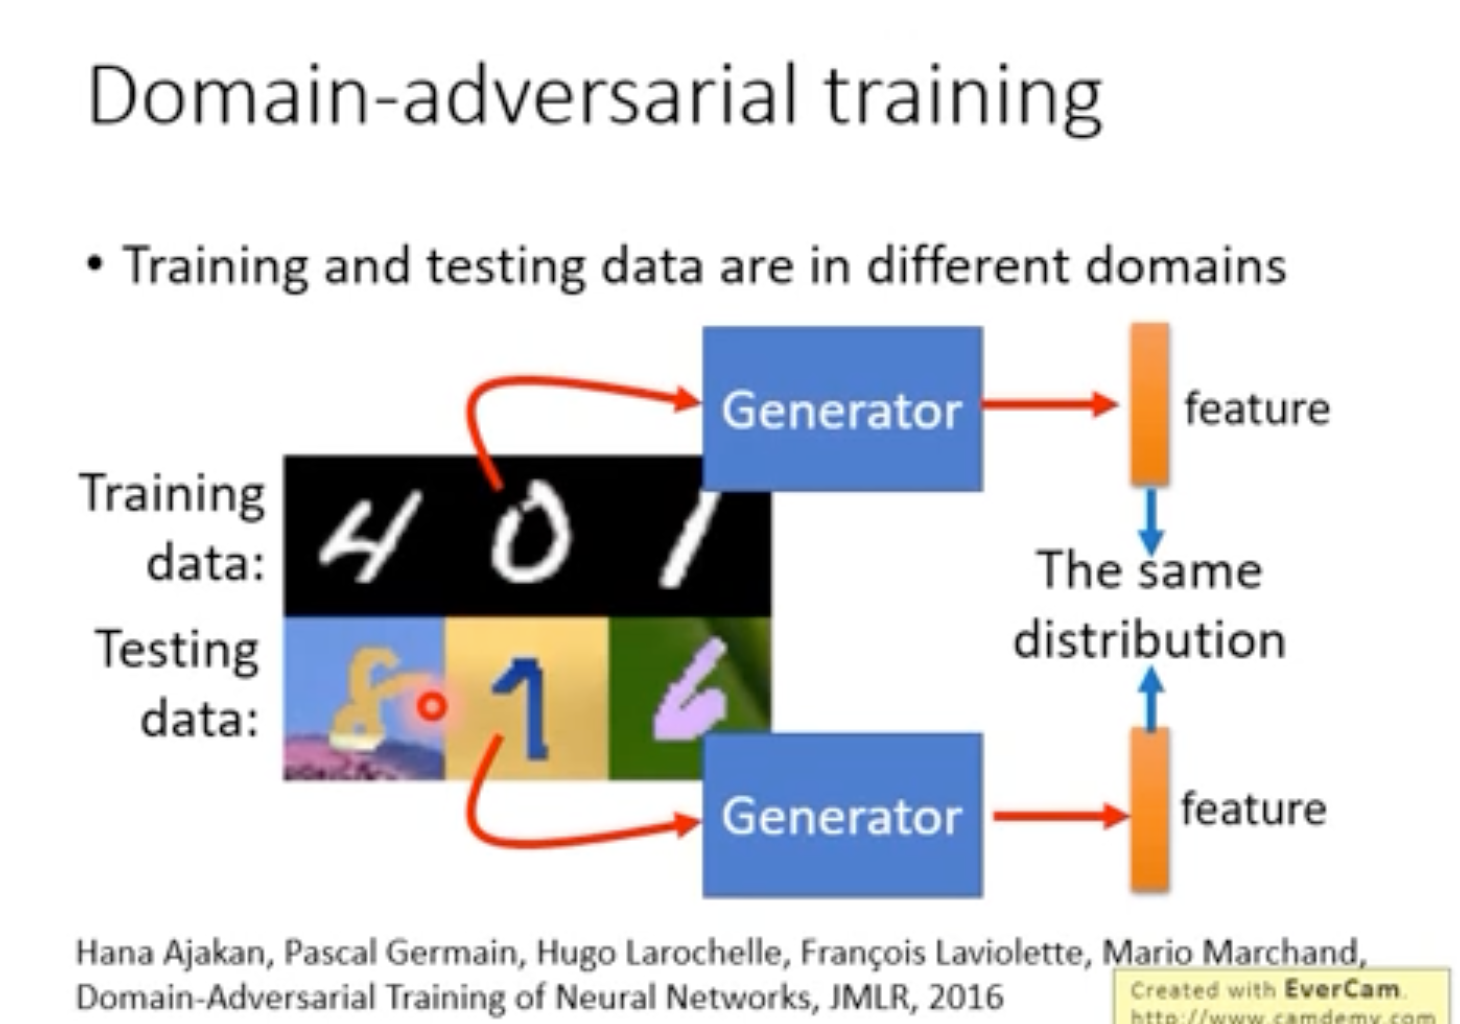 Domain-adversarial training
• Training and testing data are in different domains
Generator
feature
Training
data:
4 0 1
The same
distribution
Testing
data:
8 1 6
Generator
feature
Hana Ajakan, Pascal Germain, Hugo Larochelle, François Laviolette, Mario Marchand,
Domain-Adversarial Training of Neural Networks, JMLR, 2016
Created with EverCam.
http://www.camdemy.com